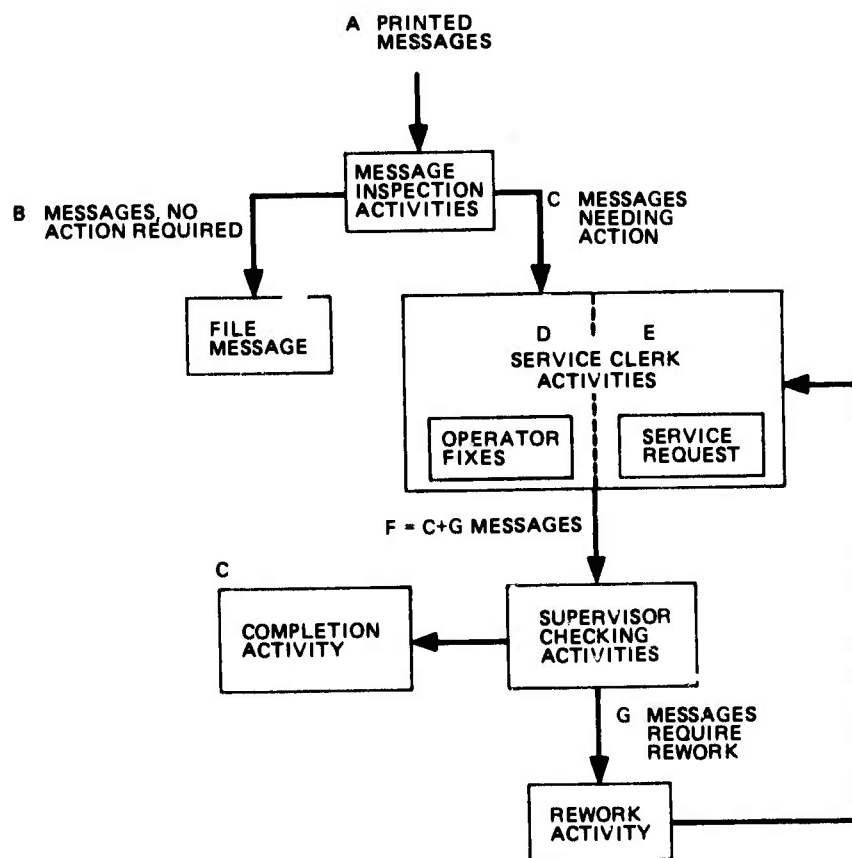 A PRINTED
MESSAGES
MESSAGE
INSPECTION
ACTIVITIES
B MESSAGES, NO
ACTION REQUIRED
C MESSAGES
NEEDING
ACTION
FILE
MESSAGE
D E
SERVICE CLERK
ACTIVITIES
OPERATOR
FIXES
SERVICE
REQUEST
F = C+G MESSAGES
C
COMPLETION
ACTIVITY
SUPERVISOR
CHECKING
ACTIVITIES
G MESSAGES
REQUIRE
REWORK
REWORK
ACTIVITY